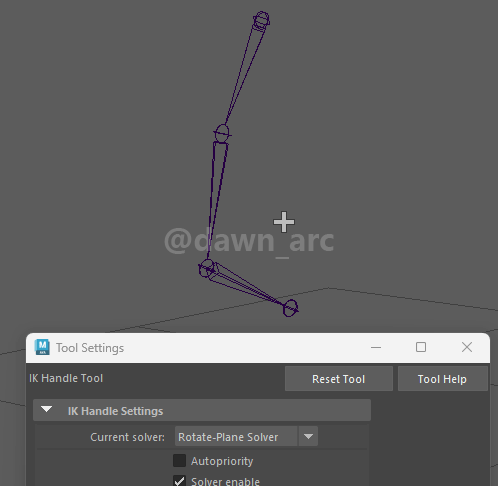 @dawn_arc
Tool Settings
IK Handle Tool
Reset Tool
Tool Help
IK Handle Settings
Current solver: Rotate-Plane Solver
Autopriority
Solver enable